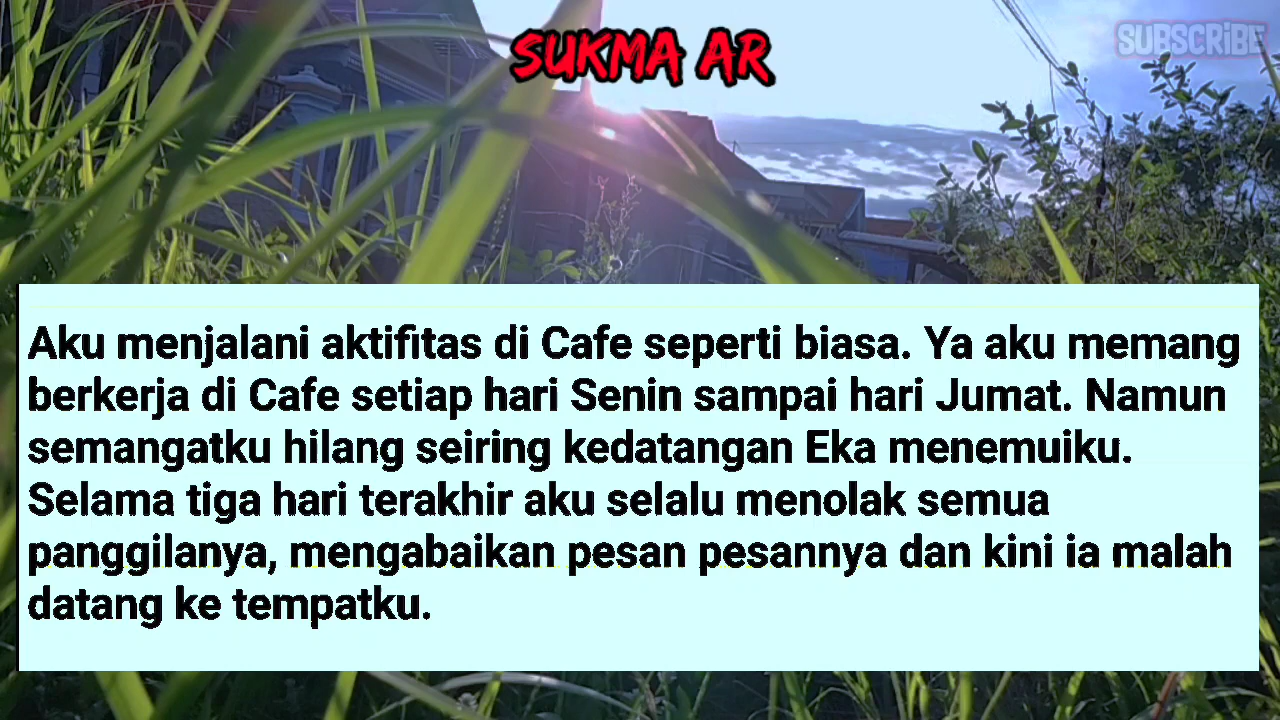 SUKMA AR
SUBSCRIBE
Aku menjalani aktifitas di Cafe seperti biasa. Ya aku memang
berkerja di Cafe setiap hari Senin sampai hari Jumat. Namun
semangatku hilang seiring kedatangan Eka menemuiku.
Selama tiga hari terakhir aku selalu menolak semua
panggilanya, mengabaikan pesan pesannya dan kini ia malah
datang ke tempatku.